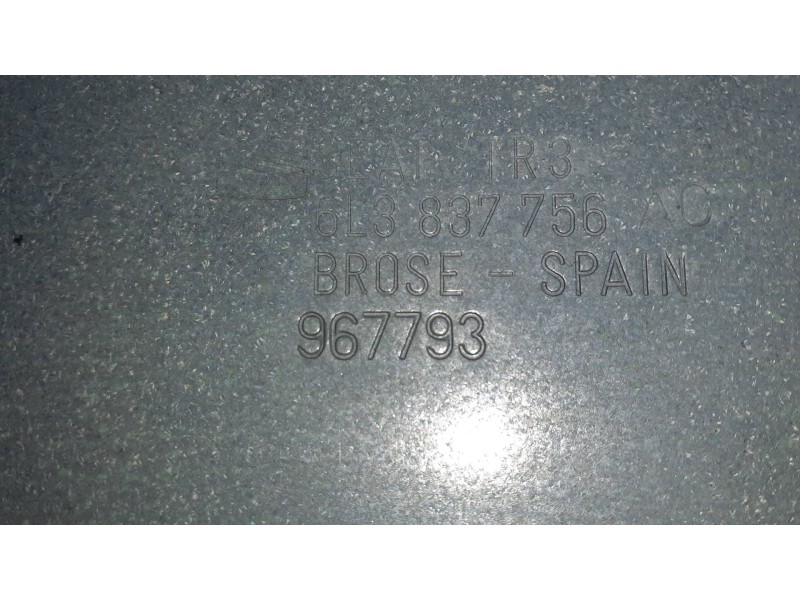 TR3
6L3 837 756 AC
BROSE - SPAIN
967793